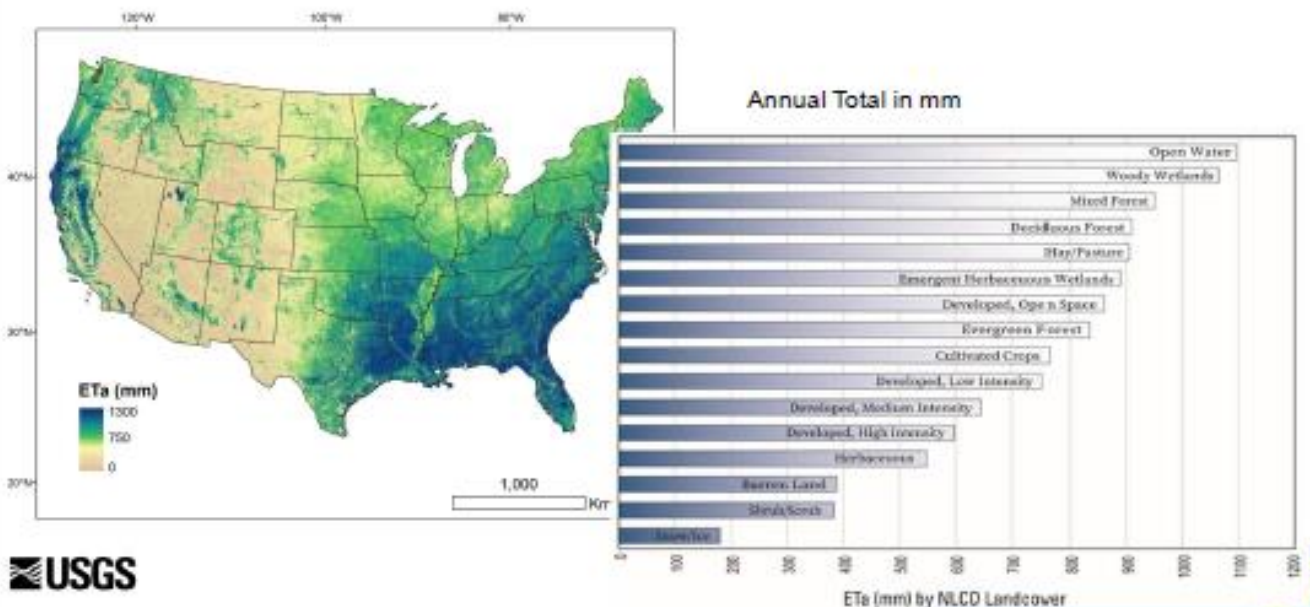 120°W 100°W 80°W
40°N
30°N
20°N
ETa (mm)
1300
750
0
1,000
Km
USGS
Annual Total in mm
Open Water
Woody Wetlands
Mixed Forest
Deciduous Forest
Hay/Pasture
Emergent Herbaceuous Wetlands
Developed, Open Space
Evergreen Forest
Cultivated Crops
Developed, Low Intensity
Developed, Medium Intensity
Developed, High Intensity
Herbaceous
Barren Land
Shrub/Scrub
Snow/Ice
0 100 200 300 400 500 600 700 800 900 1000 1100 1200
ETa (mm) by NLCD Landcover